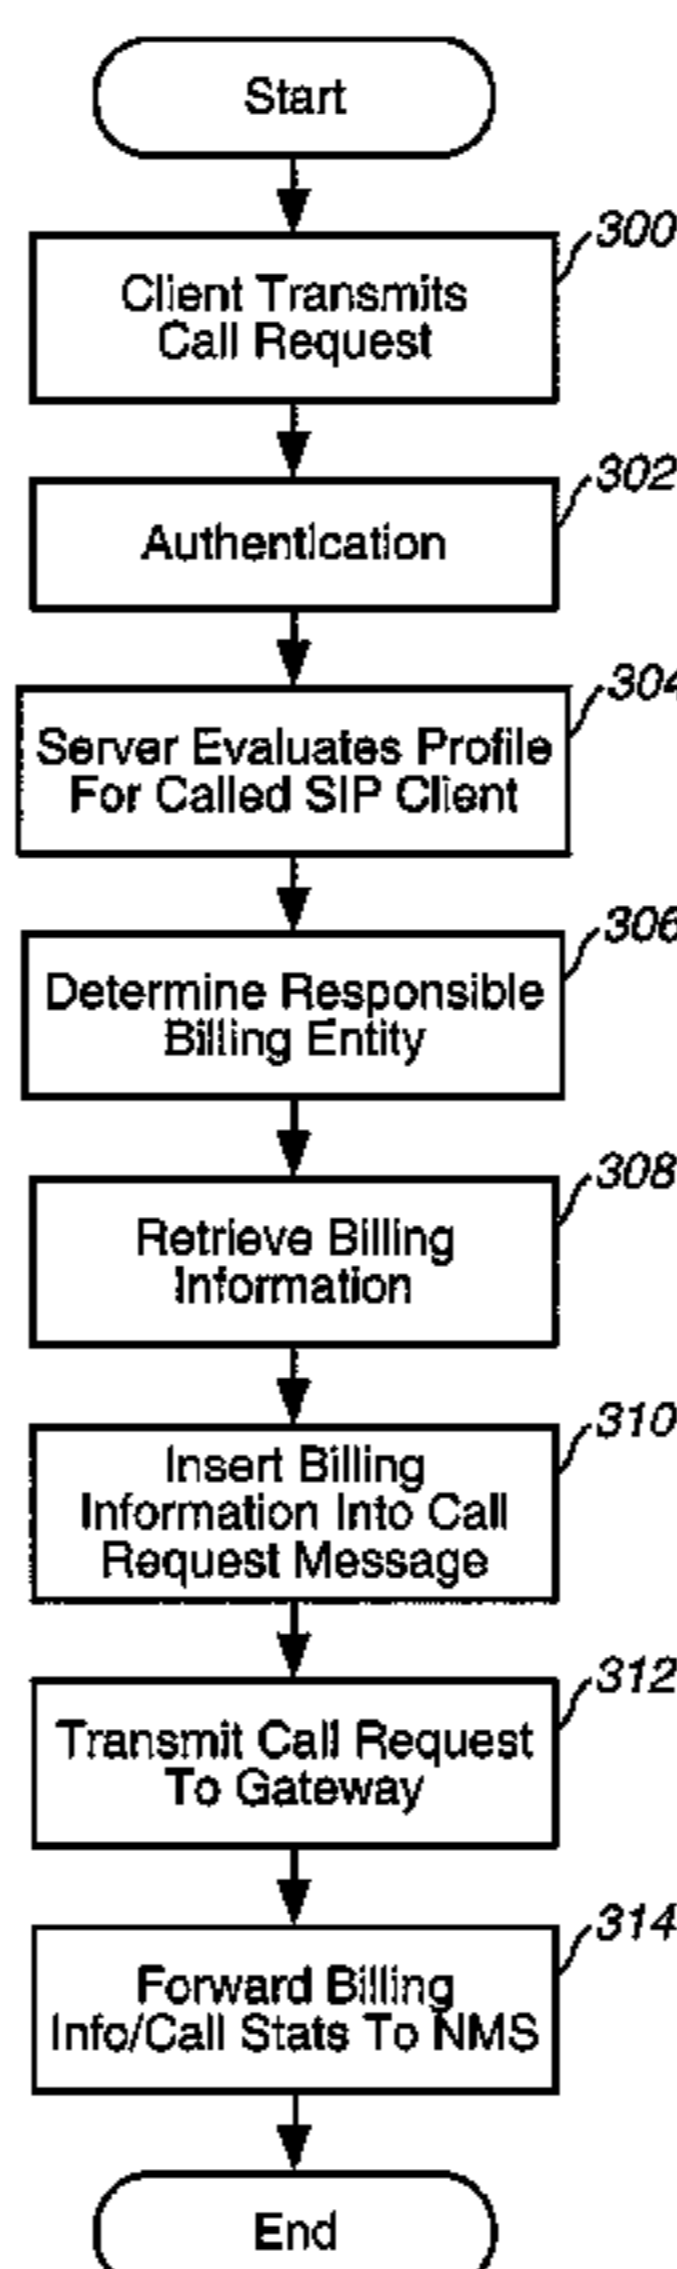 Start
300
Client Transmits
Call Request
302
Authentication
304
Server Evaluates Profile
For Called SIP Client
306
Determine Responsible
Billing Entity
308
Retrieve Billing
Information
310
Insert Billing
Information Into Call
Request Message
312
Transmit Call Request
To Gateway
314
Forward Billing
Info/Call Stats To NMS
End